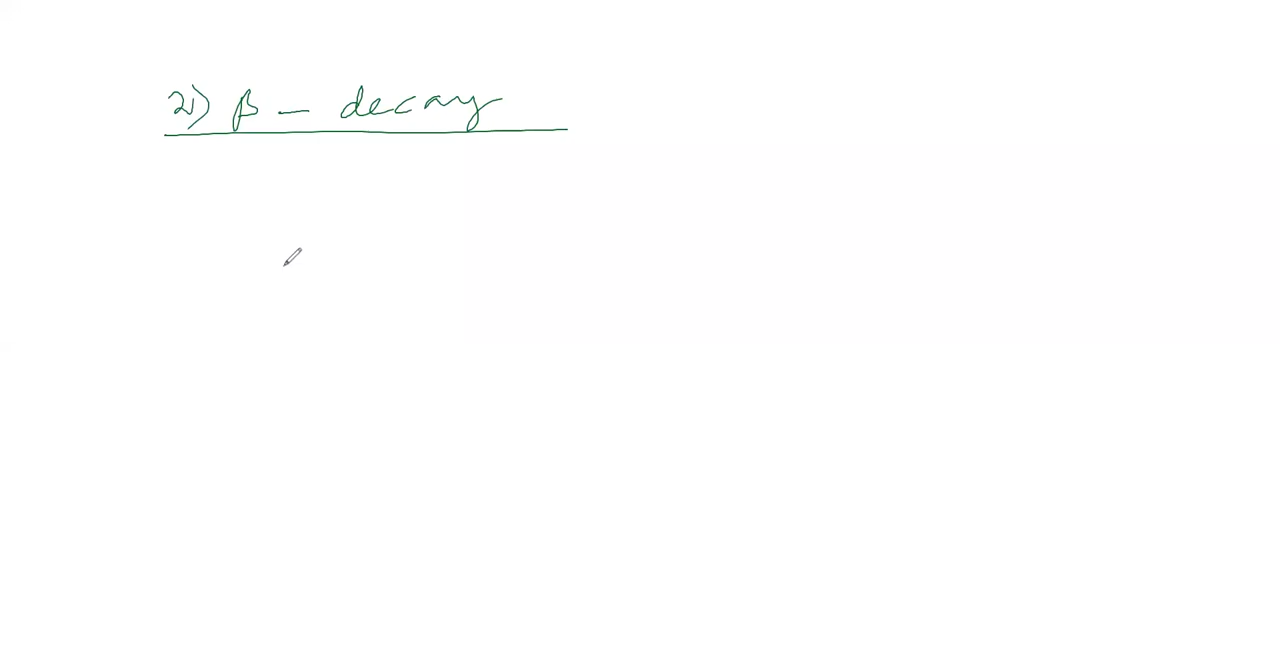 2) β - decay